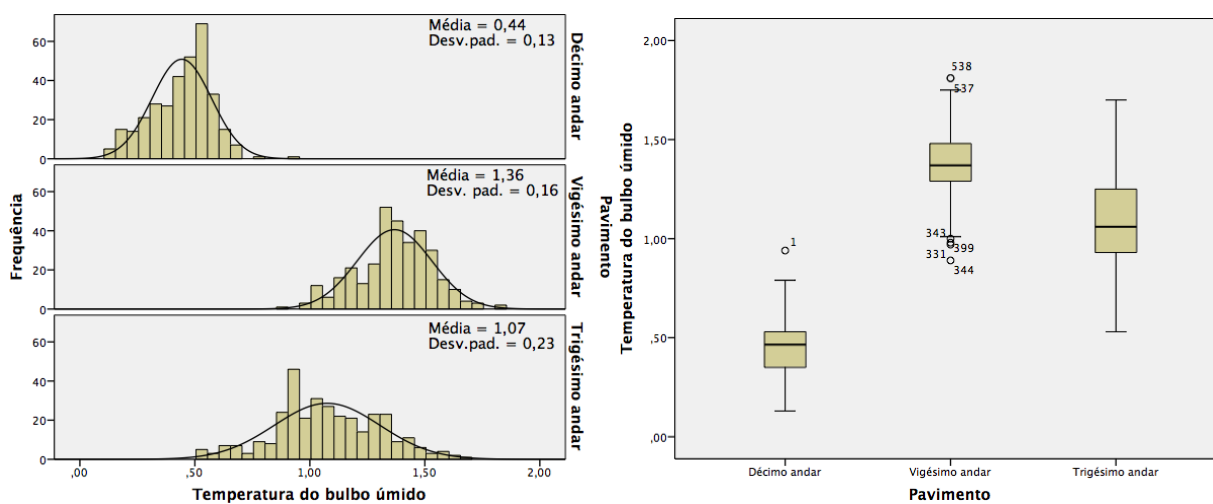 Média = 0,44
Desv.pad. = 0,13
60
40
20
0
Décimo andar
Média = 1,36
Desv. pad. = 0,16
60
40
20
0
Vigésimo andar
Média = 1,07
Desv.pad. = 0,23
60
40
20
0
Trigésimo andar
Frequência
Pavimento
,00
,50
1,00
1,50
2,00
Temperatura do bulbo úmido
Temperatura do bulbo úmido
2,00
1,50
1,00
,50
,00
1
538
537
343
399
331
344
Décimo andar
Vigésimo andar
Trigésimo andar
Pavimento